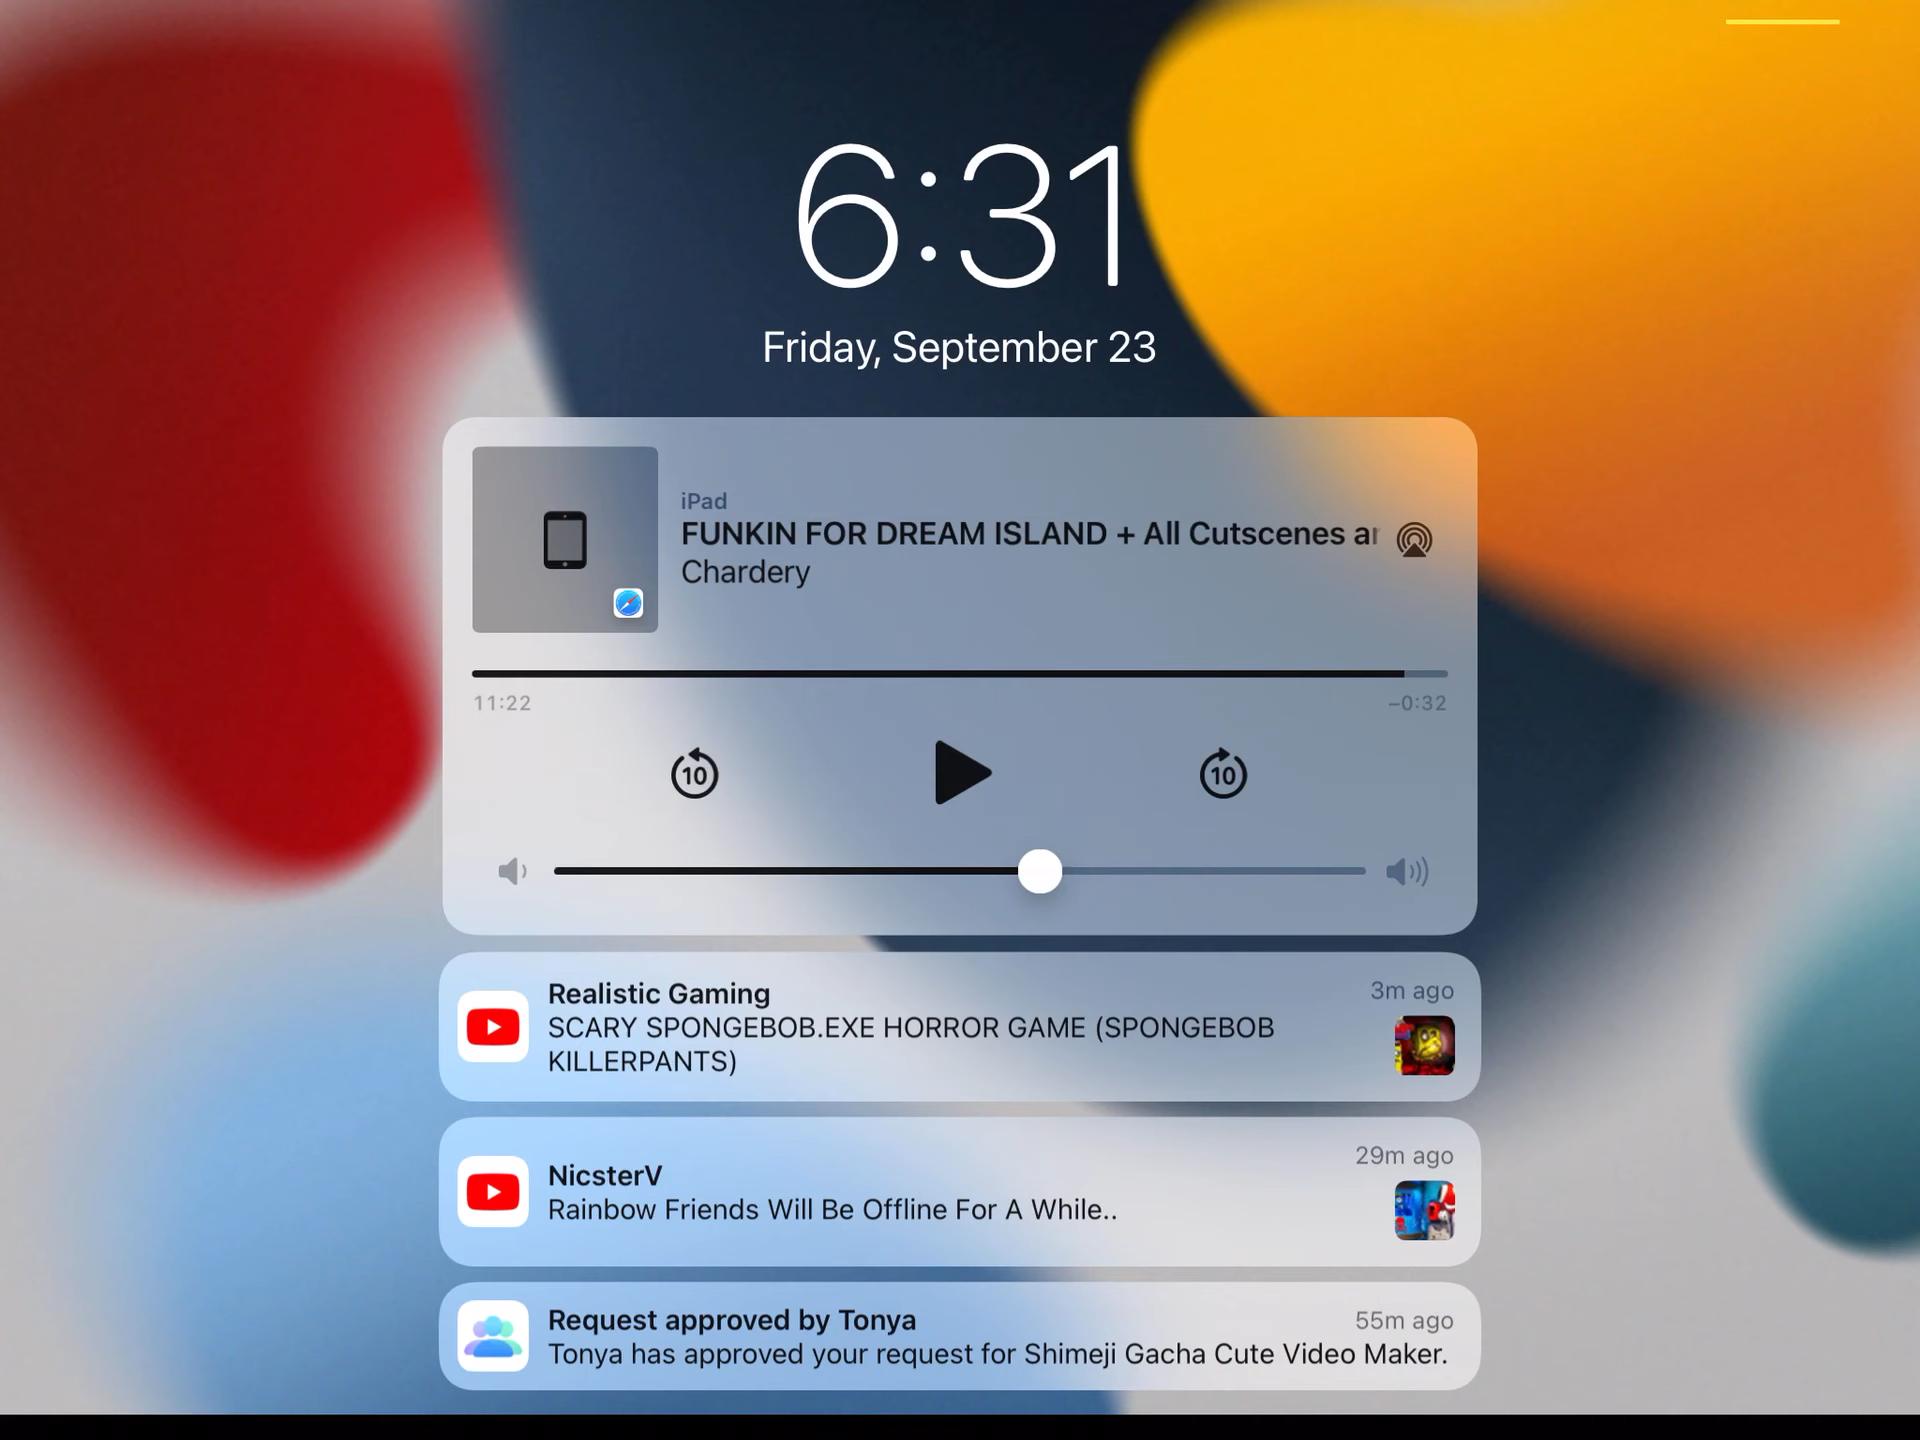 6:31
Friday, September 23
iPad
FUNKIN FOR DREAM ISLAND + All Cutscenes ar
Chardery
11:22
–0:32
10
10
Realistic Gaming
3m ago
SCARY SPONGEBOB.EXE HORROR GAME (SPONGEBOB
KILLERPANTS)
29m ago
NicsterV
Rainbow Friends Will Be Offline For A While..
Request approved by Tonya
55m ago
Tonya has approved your request for Shimeji Gacha Cute Video Maker.